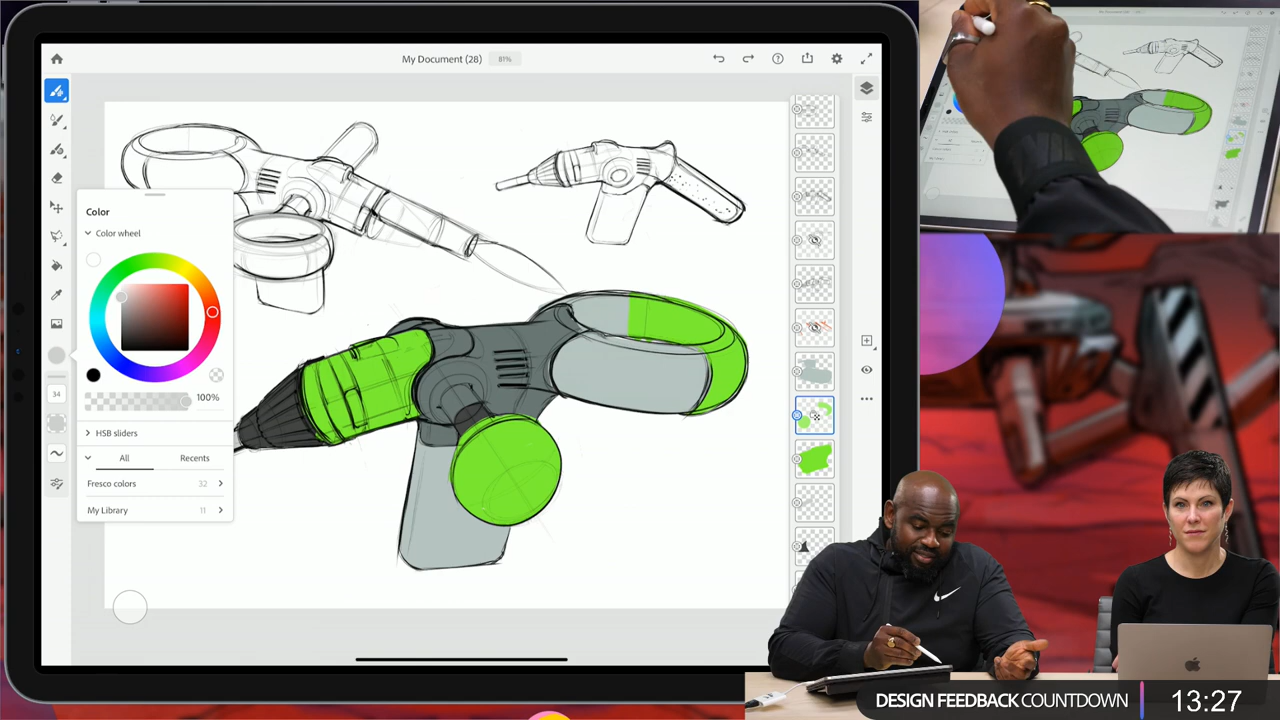 My Document (28)
81%
Color
Color wheel
100%
34
HSB sliders
All
Recents
Fresco colors
32
My Library
11
DESIGN FEEDBACK COUNTDOWN
13:27